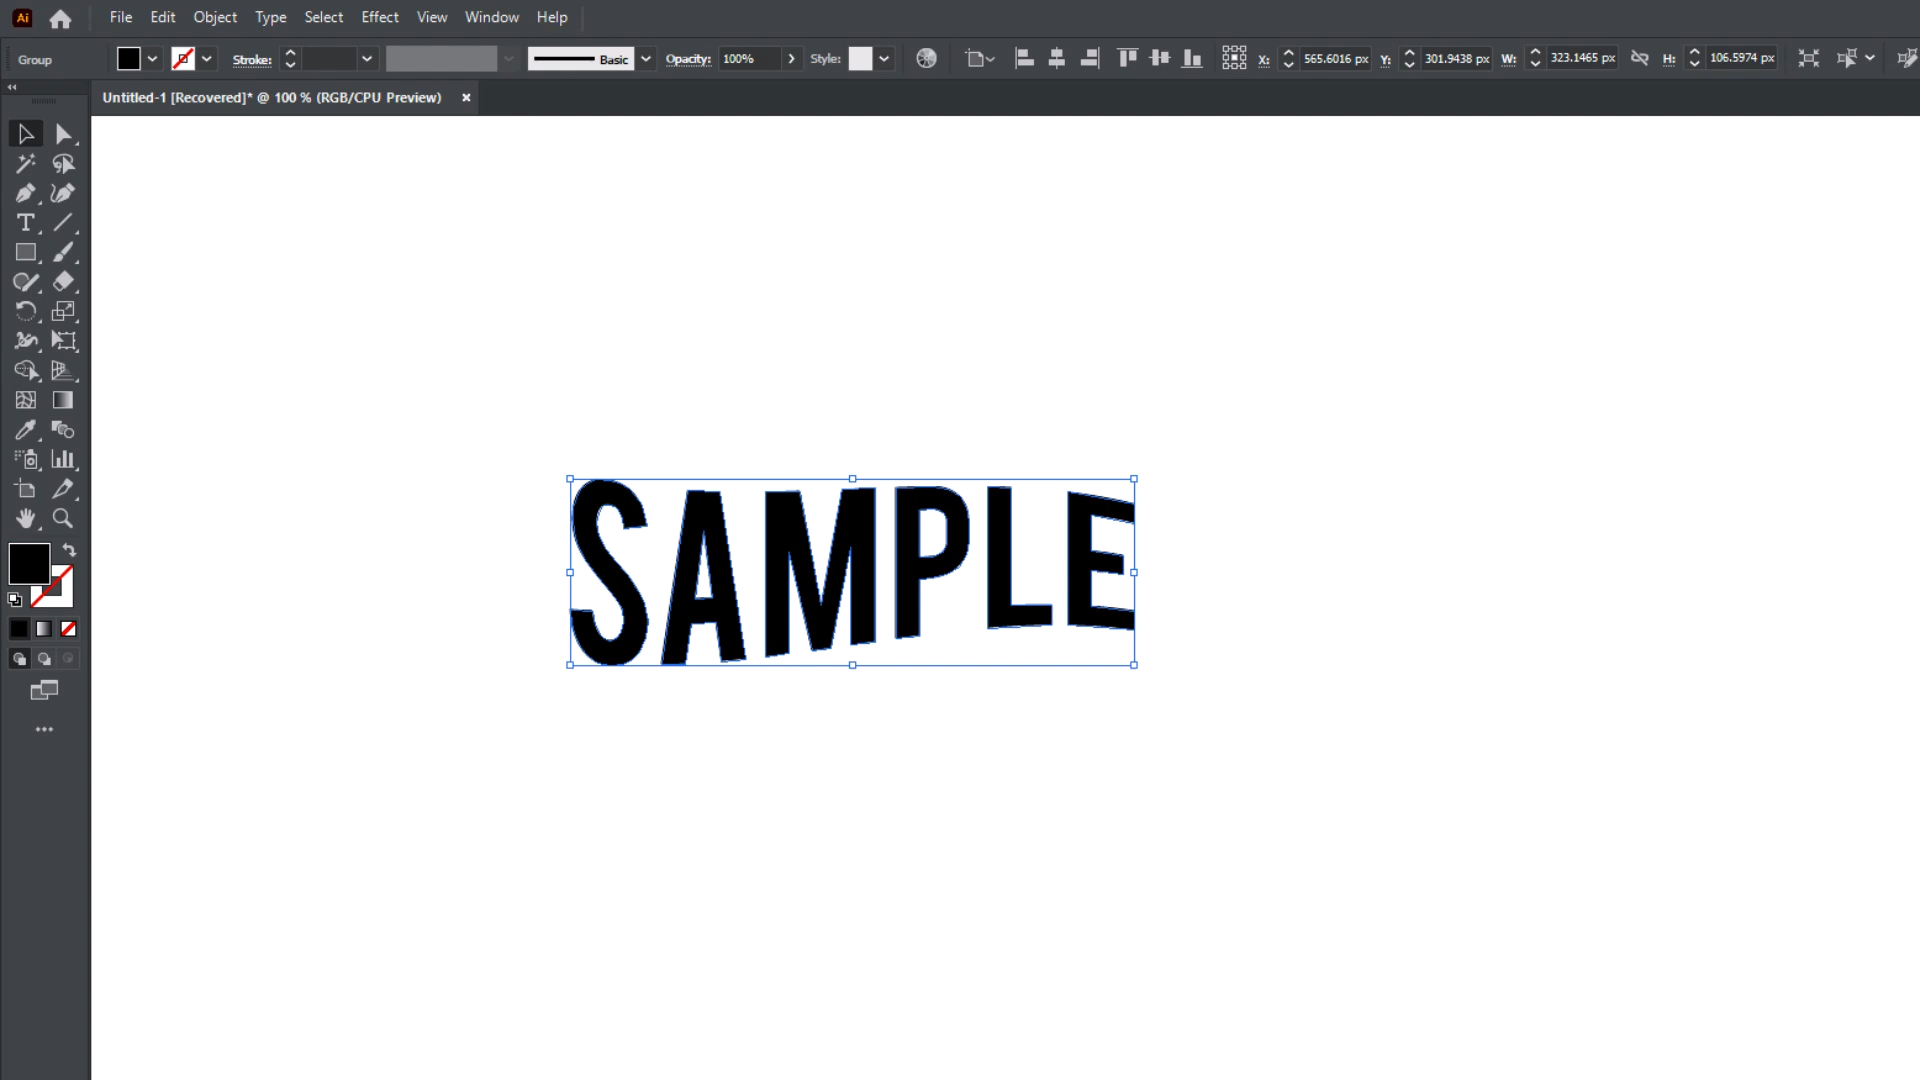 Ai File Edit Object Type Select Effect View Window Help
Group Stroke: Basic Opacity: 100% Style: X: 565.6016 px Y: 301.9438 px W: 323.1465 px H: 106.5974 px
Untitled-1 [Recovered]* @ 100 % (RGB/CPU Preview) ×
SAMPLE